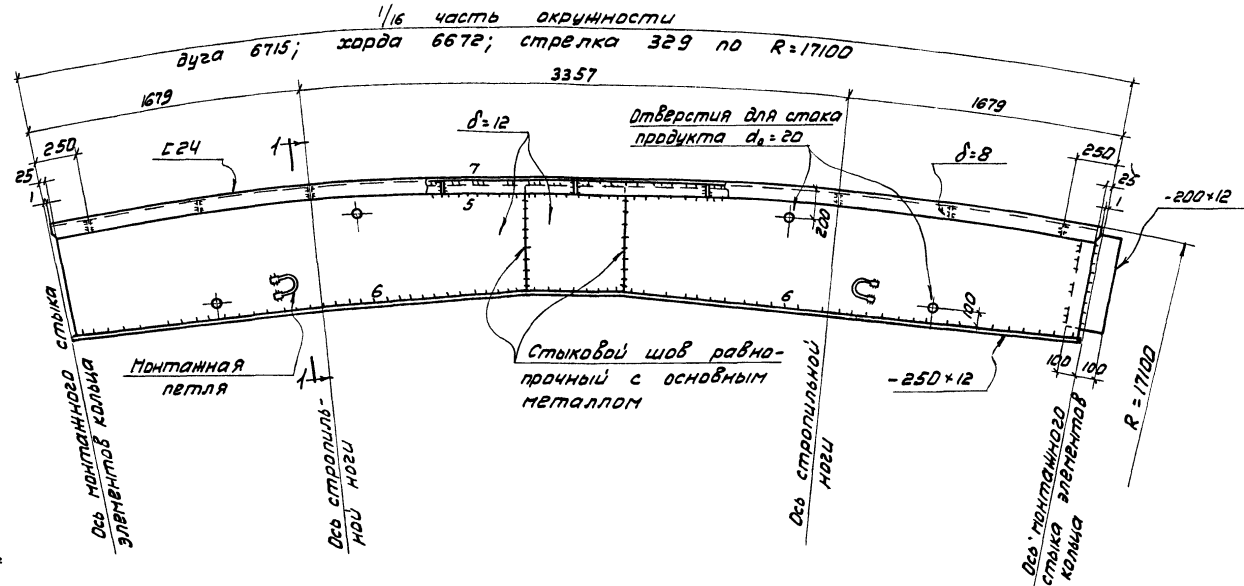 1/16 часть окружности
дуга 6715; хорда 6672; стрелка 329 по R=17100
3357
1679
1679
Отверстия для стока
продукта d₀=20
δ=12
250
[24
1
δ=8
250
25
1
25
1
-200×12
7
5
200
6
6
100
Монтажная
петля
1
Стыковой шов равно-
прочный с основным
металлом
-250×12
100
100
R=17100
Ось монтажного стыка
элементов кольца
Ось стропиль-
ной ноги
Ось стропильной
ноги
Ось монтажного
стыка элементов
кольца